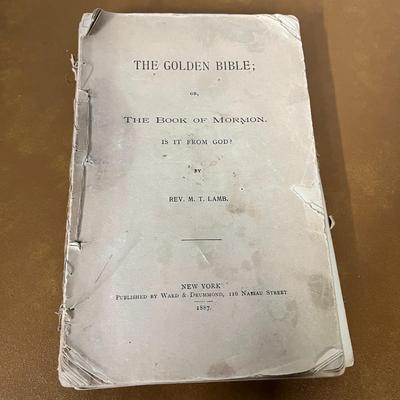 THE GOLDEN BIBLE;
OR,
THE BOOK OF MORMON.
IS IT FROM GOD?
BY
REV. M. T. LAMB.
NEW YORK
PUBLISHED BY WARD & DRUMMOND, 116 NASSAU STREET
1887.